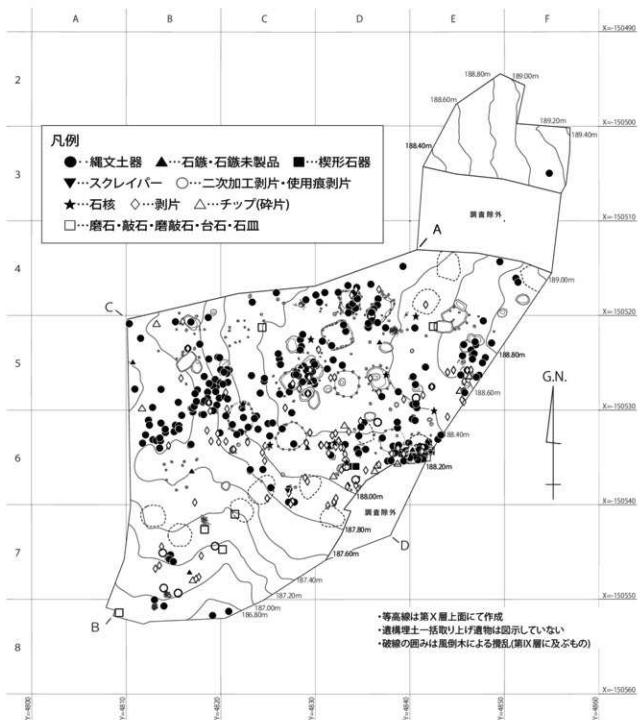 A B C D E F
X=-150490
2
188.80m
189.00m
188.60m
189.20m
X=-150500
189.40m
188.40m
凡例
●‥縄文土器 ▲‥石鏃・石鏃未製品 ■‥楔形石器
▼‥スクレイパー ○‥二次加工剥片・使用痕剥片
★‥石核 ◇‥剥片 △‥チップ(砕片)
□‥磨石・敲石・磨敲石・台石・石皿
3
調査除外
X=-150510
A
4
189.00m
C
X=-150520
188.80m
5
G.N.
188.60m
X=-150530
188.40m
6
188.20m
188.00m
X=-150540
調査除外
187.80m
D
7
187.60m
187.40m
187.20m
X=-150550
187.00m
B
186.80m
・等高線は第Ⅹ層上面にて作成
・遺構埋土一括取り上げ遺物は図示していない
・破線の囲みは風倒木による攪乱(第Ⅸ層に及ぶもの)
8
X=-150560
Y=-4800
Y=-4810
Y=-4820
Y=-4830
Y=-4840
Y=-4850
Y=-4860